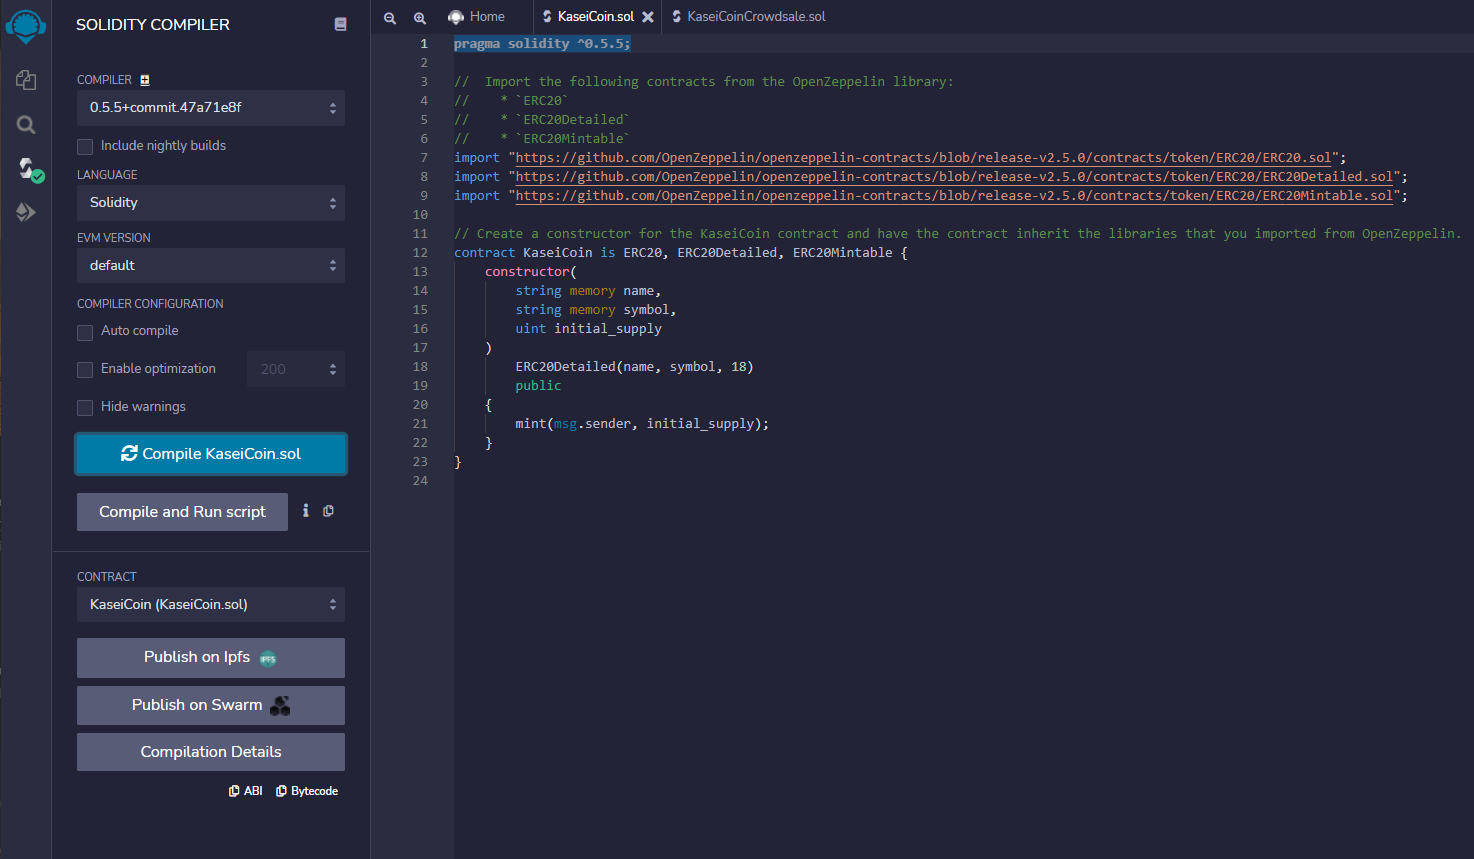 SOLIDITY COMPILER
COMPILER
0.5.5+commit.47a71e8f
Include nightly builds
LANGUAGE
Solidity
EVM VERSION
default
COMPILER CONFIGURATION
Auto compile
Enable optimization
200
Hide warnings
Compile KaseiCoin.sol
Compile and Run script
CONTRACT
KaseiCoin (KaseiCoin.sol)
Publish on Ipfs
IPFS
Publish on Swarm
Compilation Details
ABI
Bytecode
Home
KaseiCoin.sol
KaseiCoinCrowdsale.sol
1 pragma solidity ^0.5.5;
2
3 //  Import the following contracts from the OpenZeppelin library:
4 //    * `ERC20`
5 //    * `ERC20Detailed`
6 //    * `ERC20Mintable`
7 import "https://github.com/OpenZeppelin/openzeppelin-contracts/blob/release-v2.5.0/contracts/token/ERC20/ERC20.sol";
8 import "https://github.com/OpenZeppelin/openzeppelin-contracts/blob/release-v2.5.0/contracts/token/ERC20/ERC20Detailed.sol";
9 import "https://github.com/OpenZeppelin/openzeppelin-contracts/blob/release-v2.5.0/contracts/token/ERC20/ERC20Mintable.sol";
10
11 // Create a constructor for the KaseiCoin contract and have the contract inherit the libraries that you imported from OpenZeppelin.
12 contract KaseiCoin is ERC20, ERC20Detailed, ERC20Mintable {
13     constructor(
14         string memory name,
15         string memory symbol,
16         uint initial_supply
17     )
18         ERC20Detailed(name, symbol, 18)
19         public
20     {
21         mint(msg.sender, initial_supply);
22     }
23 }
24